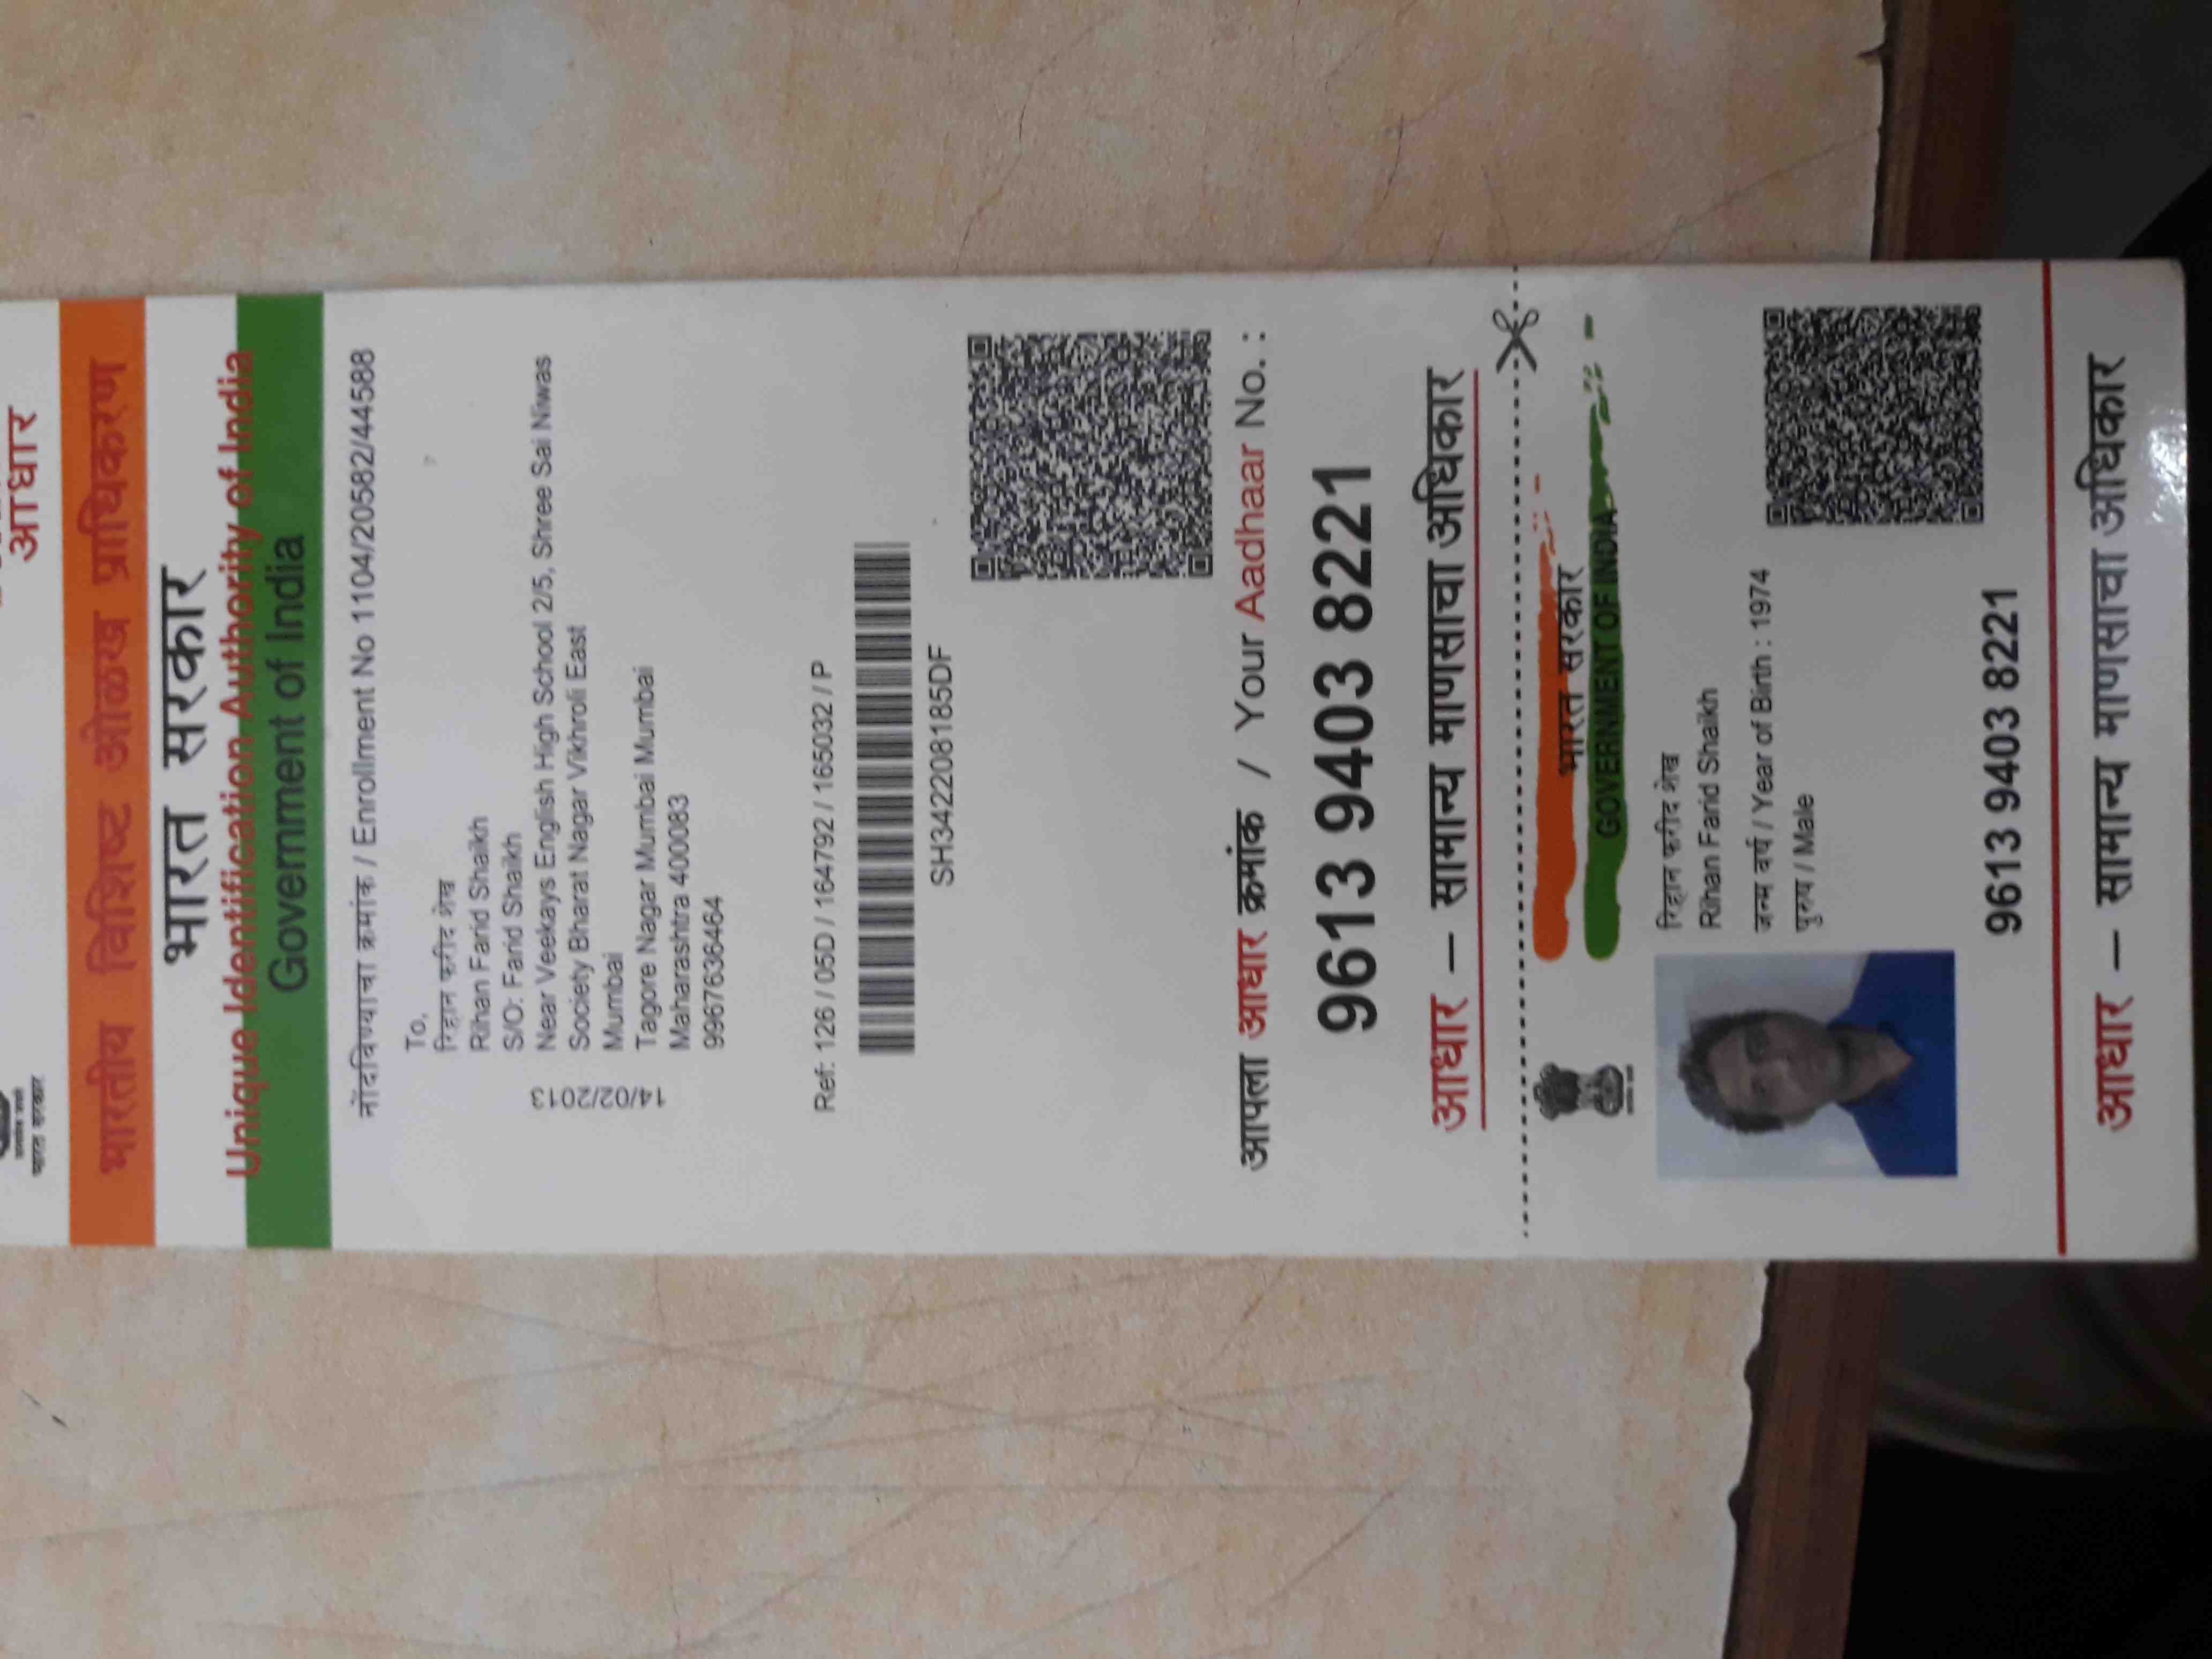 आधार
भारत सरकार
भारतीय विशिष्ट ओळख प्राधिकरण
भारत सरकार
Unique Identification Authority of India
Government of India
नोंदविण्याचा क्रमांक / Enrollment No 1104/20582/44588
To,
रिहान फरीद शेख
Rihan Farid Shaikh
S/O: Farid Shaikh
Near Veekays English High School 2/5, Shree Sai Niwas
Society Bharat Nagar Vikhroli East
Mumbai
Tagore Nagar Mumbai Mumbai
Maharashtra 400083
9967636464
14/02/2013
Ref: 126 / 05D / 164792 / 165032 / P
SH342208185DF
आपला आधार क्रमांक / Your Aadhaar No. :
9613 9403 8221
आधार – सामान्य माणसाचा अधिकार
भारत सरकार
GOVERNMENT OF INDIA
रिहान फरीद शेख
Rihan Farid Shaikh
जन्म वर्ष / Year of Birth : 1974
पुरुष / Male
9613 9403 8221
आधार – सामान्य माणसाचा अधिकार